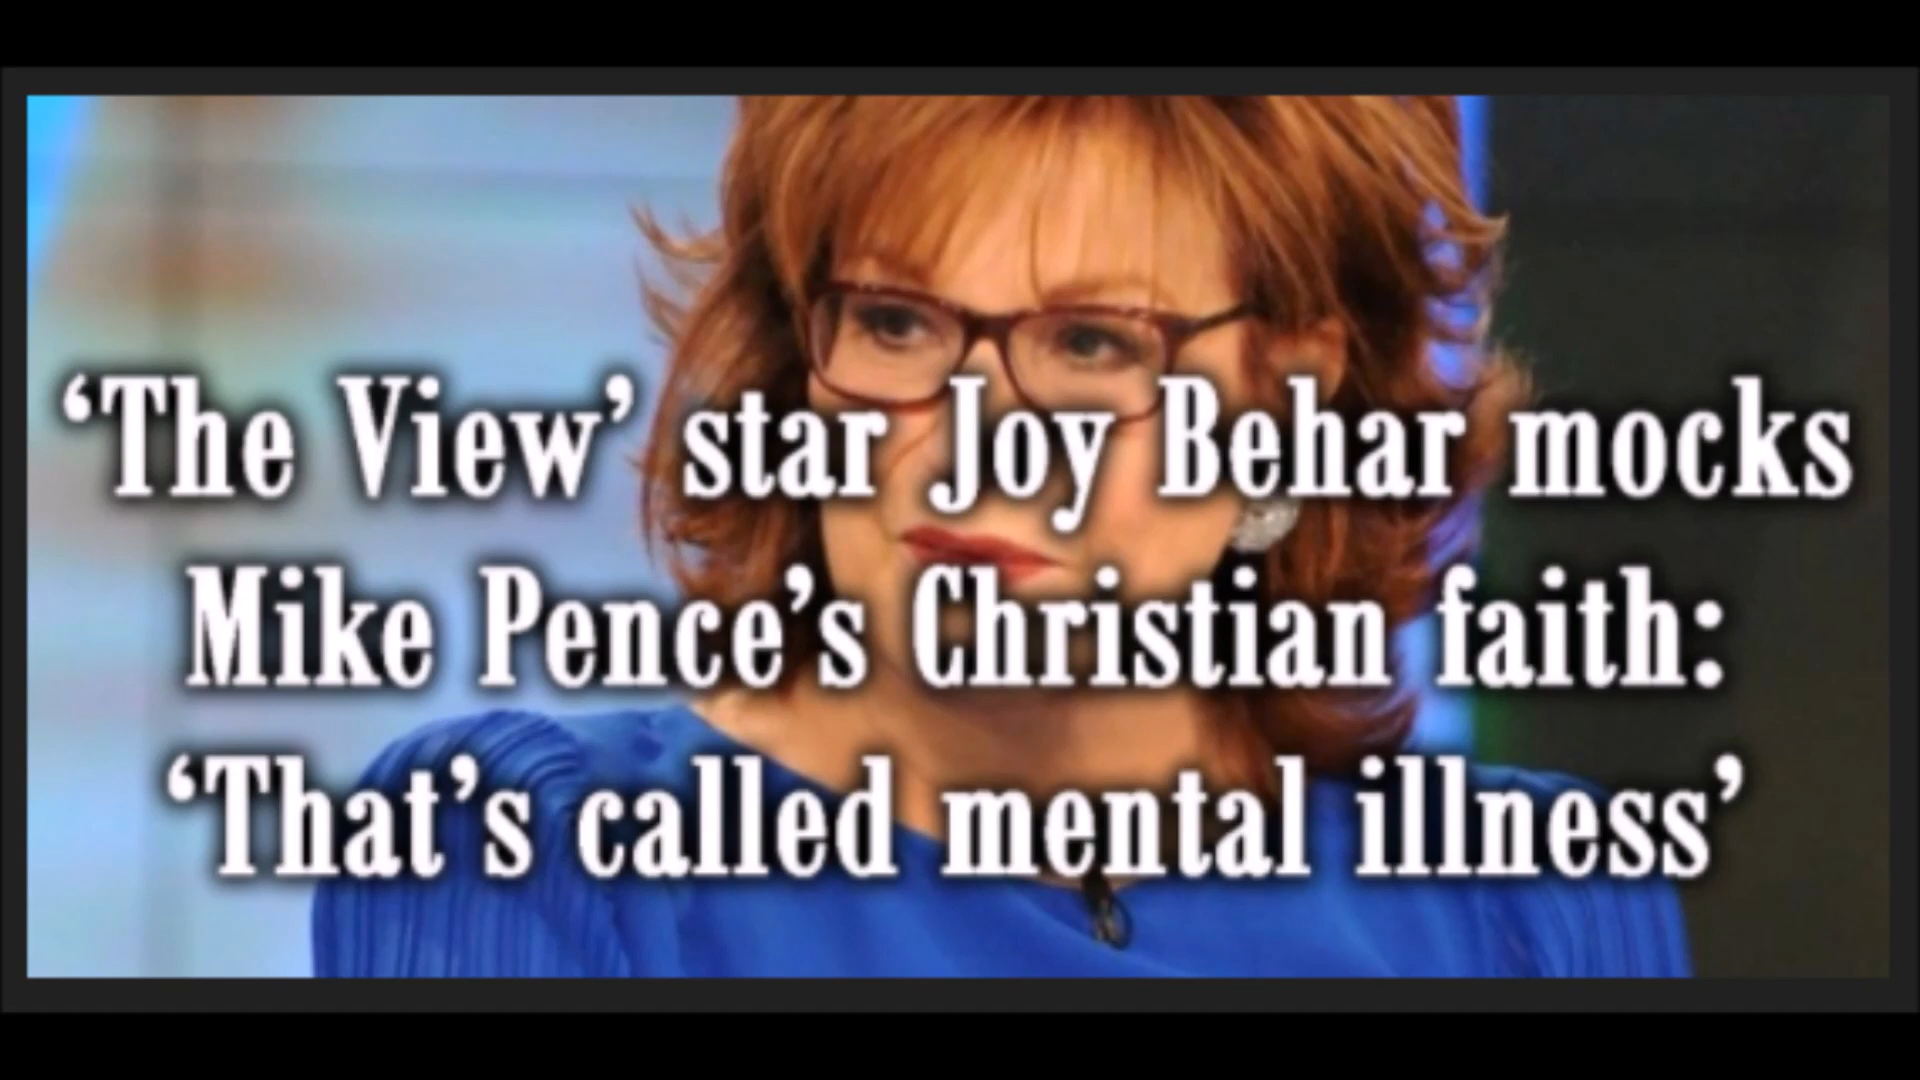 ‘The View’ star Joy Behar mocks
Mike Pence’s Christian faith:
‘That’s called mental illness’